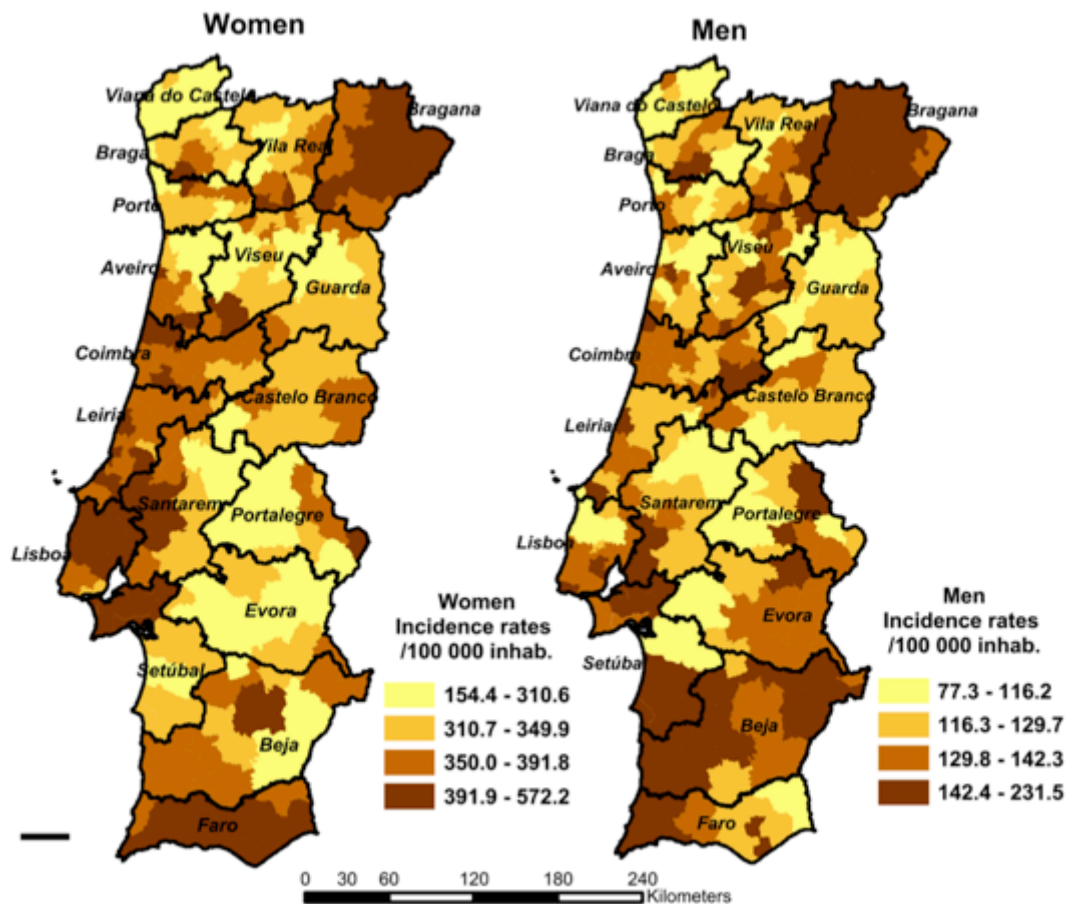 Women
Viana do Castelo
Bragana
Braga
Vila Real
Porto
Aveiro
Viseu
Guarda
Coimbra
Castelo Branco
Leiria
Santarem
Portalegre
Lisboa
Evora
Setúbal
Beja
Faro
Women
Incidence rates
/100 000 inhab.
154.4 - 310.6
310.7 - 349.9
350.0 - 391.8
391.9 - 572.2
Men
Viana do Castelo
Bragana
Vila Real
Braga
Porto
Viseu
Aveiro
Guarda
Coimbra
Castelo Branco
Leiria
Santarem
Portalegre
Lisboa
Evora
Setúbal
Beja
Faro
Men
Incidence rates
/100 000 inhab.
77.3 - 116.2
116.3 - 129.7
129.8 - 142.3
142.4 - 231.5
0 30 60 120 180 240
Kilometers